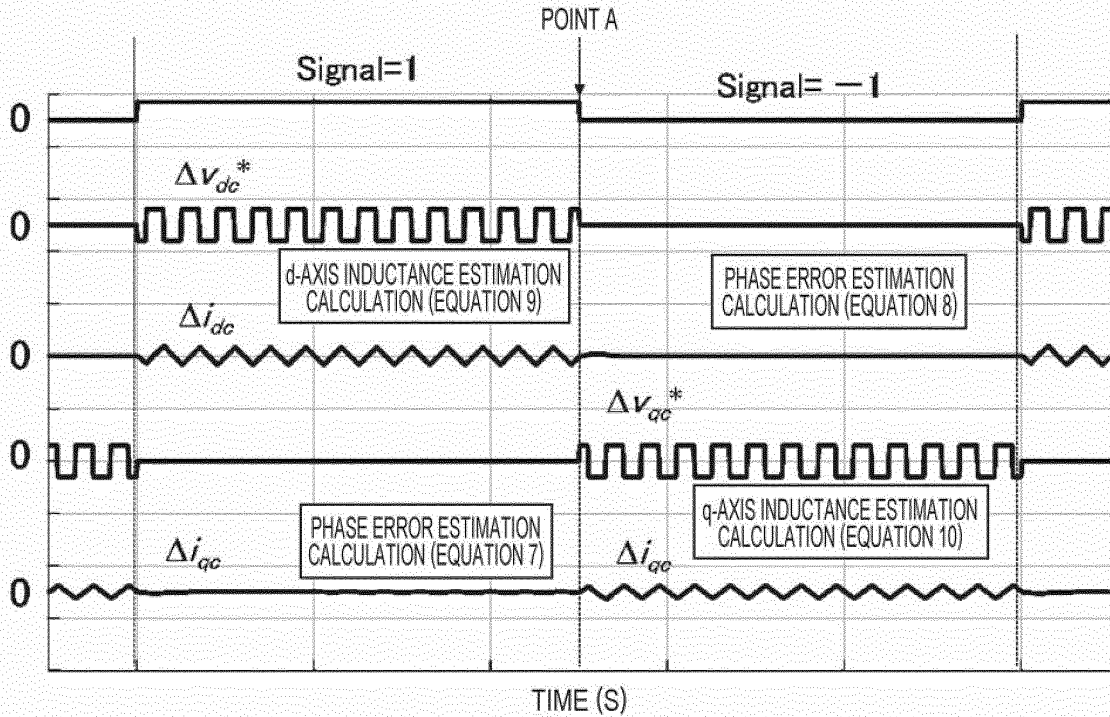 POINT A
Signal=1
Signal= −1
0
Δv_dc*
0
d-AXIS INDUCTANCE ESTIMATION
CALCULATION (EQUATION 9)
PHASE ERROR ESTIMATION
CALCULATION (EQUATION 8)
Δi_dc
0
Δv_qc*
0
PHASE ERROR ESTIMATION
CALCULATION (EQUATION 7)
q-AXIS INDUCTANCE ESTIMATION
CALCULATION (EQUATION 10)
Δi_qc
Δi_qc
0
TIME (S)